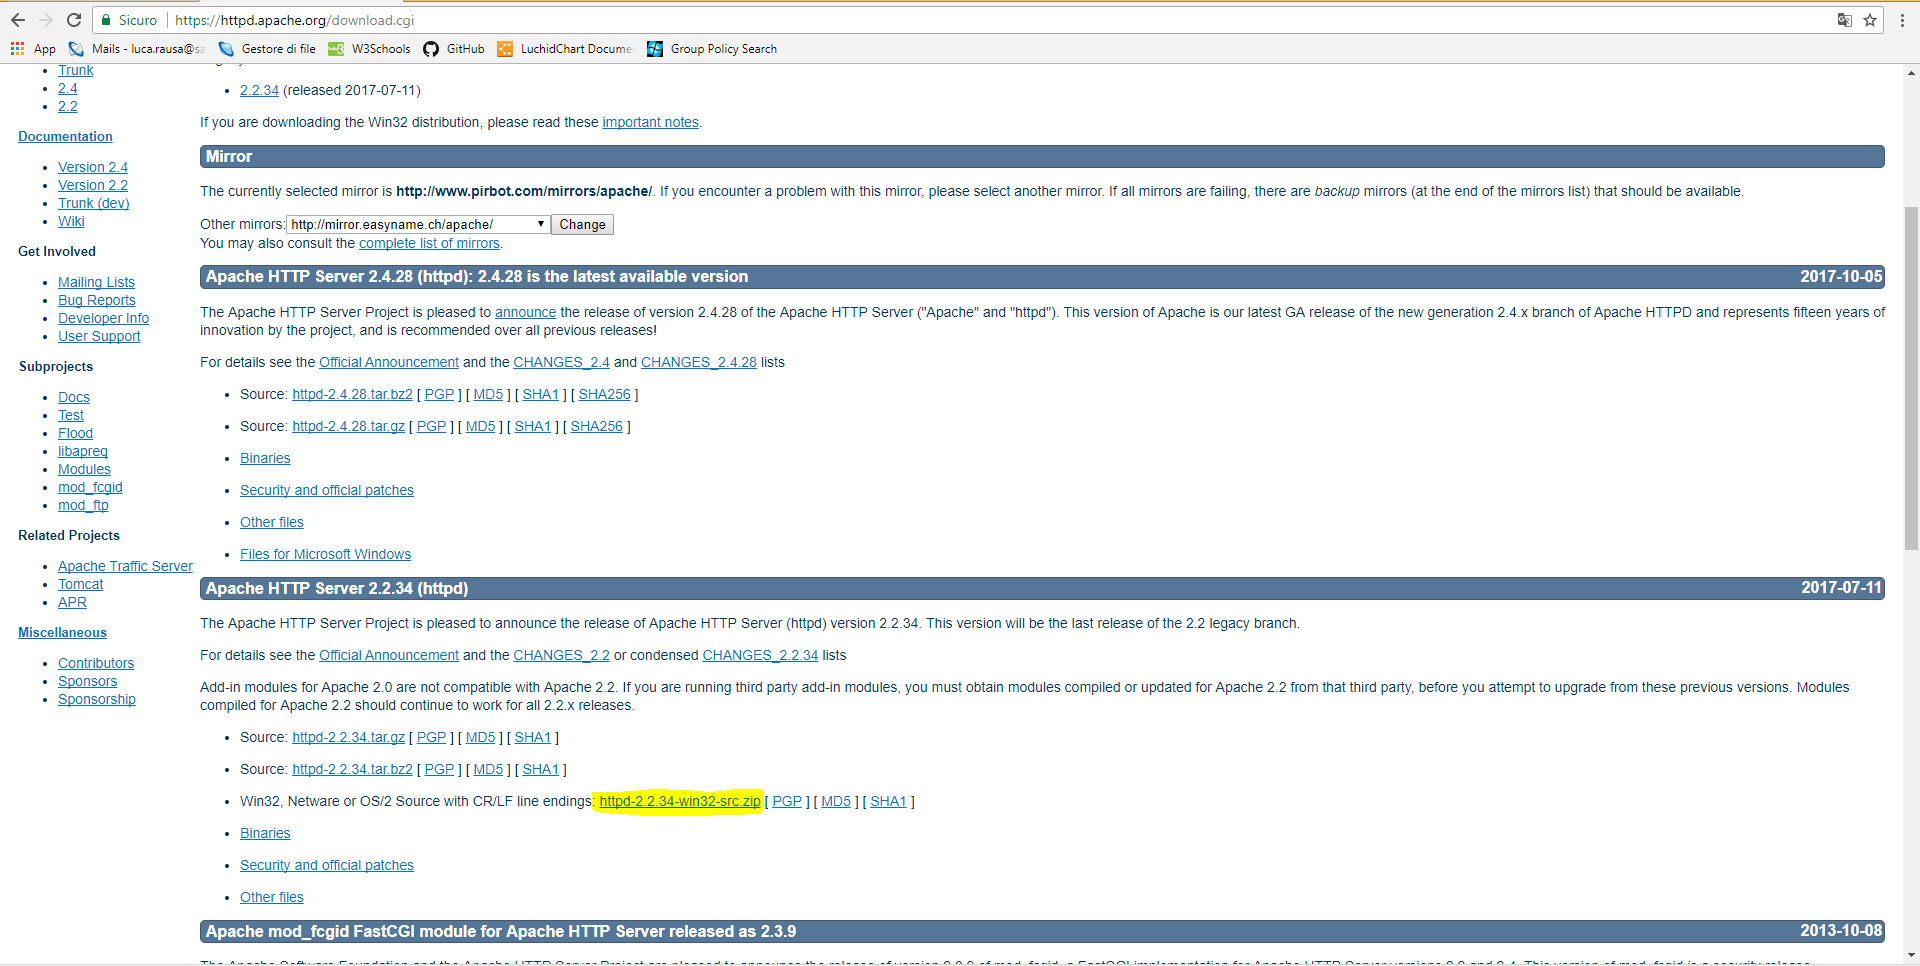 Sicuro | https://httpd.apache.org/download.cgi
App Mails - luca.rausa@sa Gestore di file W3Schools GitHub LuchidChart Docume Group Policy Search
Trunk
2.4
2.2
Documentation
Version 2.4
Version 2.2
Trunk (dev)
Wiki
Get Involved
Mailing Lists
Bug Reports
Developer Info
User Support
Subprojects
Docs
Test
Flood
libapreq
Modules
mod_fcgid
mod_ftp
Related Projects
Apache Traffic Server
Tomcat
APR
Miscellaneous
Contributors
Sponsors
Sponsorship
2.2.34 (released 2017-07-11)
If you are downloading the Win32 distribution, please read these important notes.
Mirror
The currently selected mirror is http://www.pirbot.com/mirrors/apache/. If you encounter a problem with this mirror, please select another mirror. If all mirrors are failing, there are backup mirrors (at the end of the mirrors list) that should be available.
Other mirrors: http://mirror.easyname.ch/apache/ Change
You may also consult the complete list of mirrors.
Apache HTTP Server 2.4.28 (httpd): 2.4.28 is the latest available version 2017-10-05
The Apache HTTP Server Project is pleased to announce the release of version 2.4.28 of the Apache HTTP Server ("Apache" and "httpd"). This version of Apache is our latest GA release of the new generation 2.4.x branch of Apache HTTPD and represents fifteen years of
innovation by the project, and is recommended over all previous releases!
For details see the Official Announcement and the CHANGES_2.4 and CHANGES_2.4.28 lists
Source: httpd-2.4.28.tar.bz2 [ PGP ] [ MD5 ] [ SHA1 ] [ SHA256 ]
Source: httpd-2.4.28.tar.gz [ PGP ] [ MD5 ] [ SHA1 ] [ SHA256 ]
Binaries
Security and official patches
Other files
Files for Microsoft Windows
Apache HTTP Server 2.2.34 (httpd) 2017-07-11
The Apache HTTP Server Project is pleased to announce the release of Apache HTTP Server (httpd) version 2.2.34. This version will be the last release of the 2.2 legacy branch.
For details see the Official Announcement and the CHANGES_2.2 or condensed CHANGES_2.2.34 lists
Add-in modules for Apache 2.0 are not compatible with Apache 2.2. If you are running third party add-in modules, you must obtain modules compiled or updated for Apache 2.2 from that third party, before you attempt to upgrade from these previous versions. Modules
compiled for Apache 2.2 should continue to work for all 2.2.x releases.
Source: httpd-2.2.34.tar.gz [ PGP ] [ MD5 ] [ SHA1 ]
Source: httpd-2.2.34.tar.bz2 [ PGP ] [ MD5 ] [ SHA1 ]
Win32, Netware or OS/2 Source with CR/LF line endings: httpd-2.2.34-win32-src.zip [ PGP ] [ MD5 ] [ SHA1 ]
Binaries
Security and official patches
Other files
Apache mod_fcgid FastCGI module for Apache HTTP Server released as 2.3.9 2013-10-08